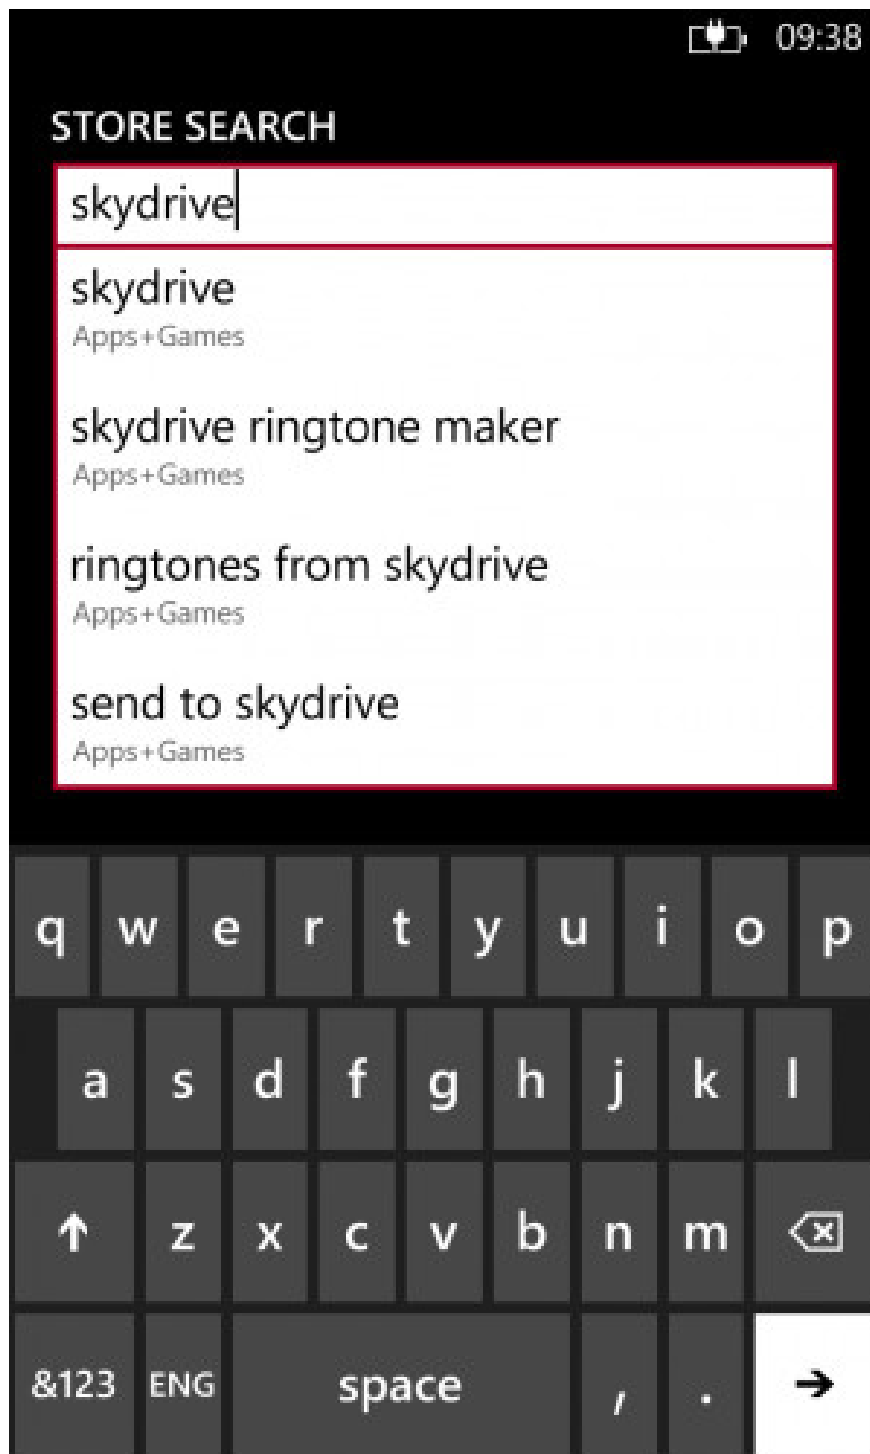 09:38
STORE SEARCH
skydrive
skydrive
Apps+Games
skydrive ringtone maker
Apps+Games
ringtones from skydrive
Apps+Games
send to skydrive
Apps+Games
q w e r t y u i o p
a s d f g h j k l
z x c v b n m
&123 ENG space , .